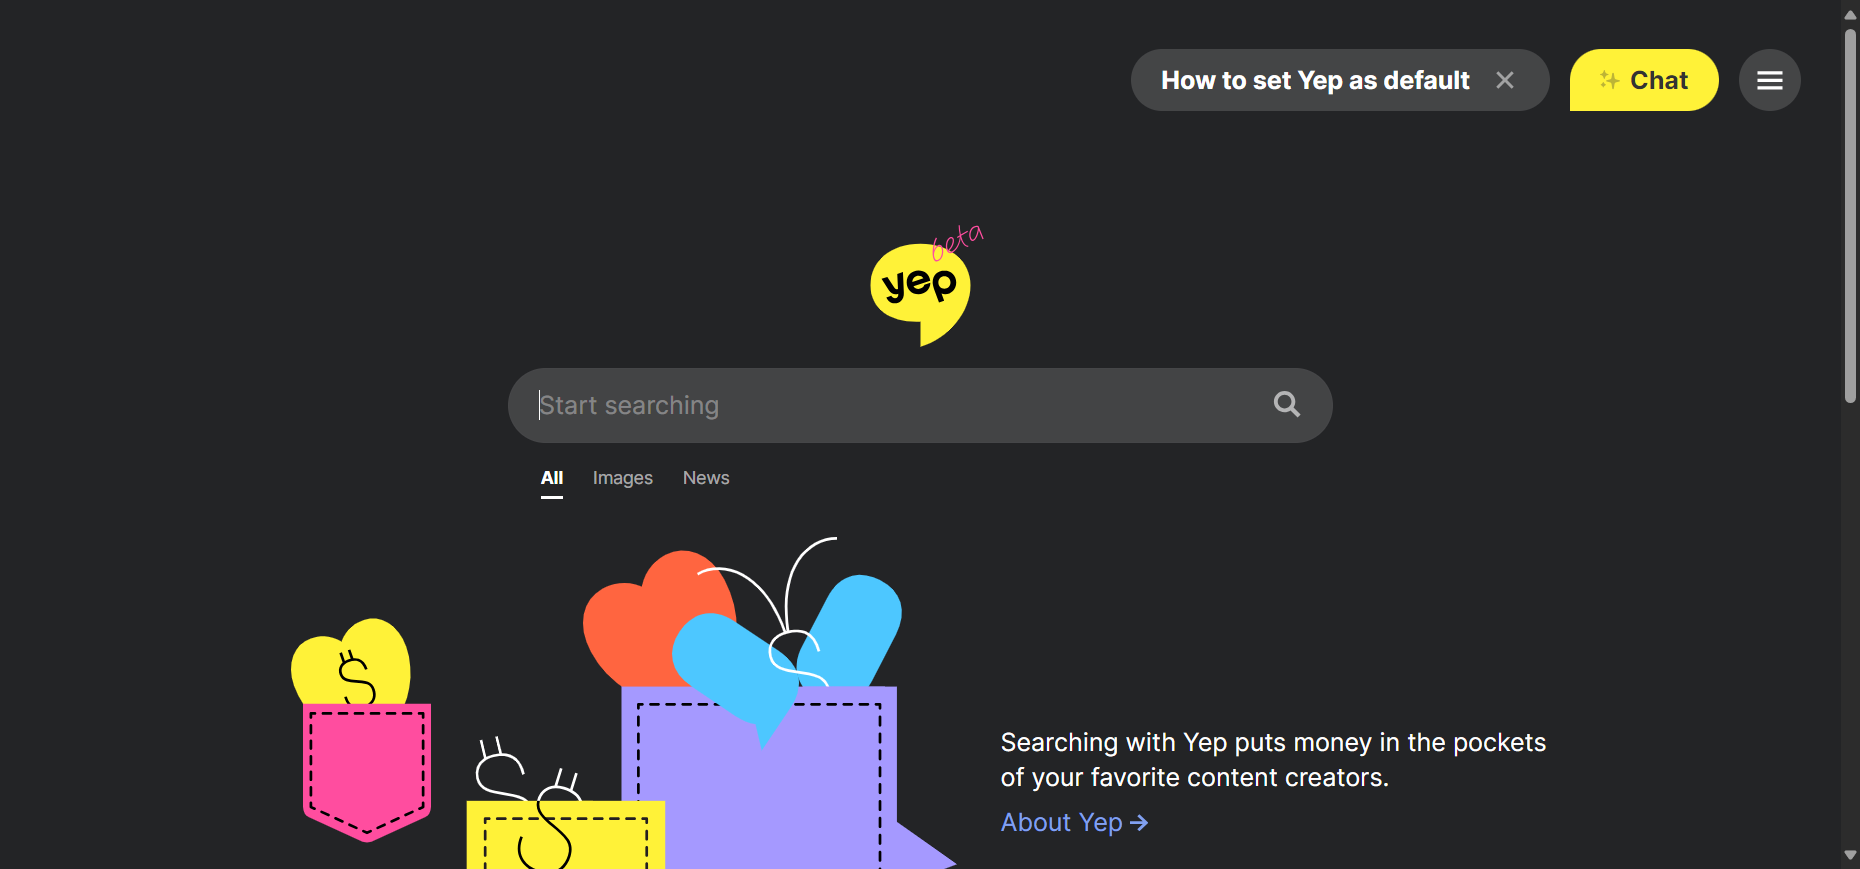 How to set Yep as default
Chat
beta
yep
Start searching
All
Images
News
Searching with Yep puts money in the pockets
of your favorite content creators.
About Yep →